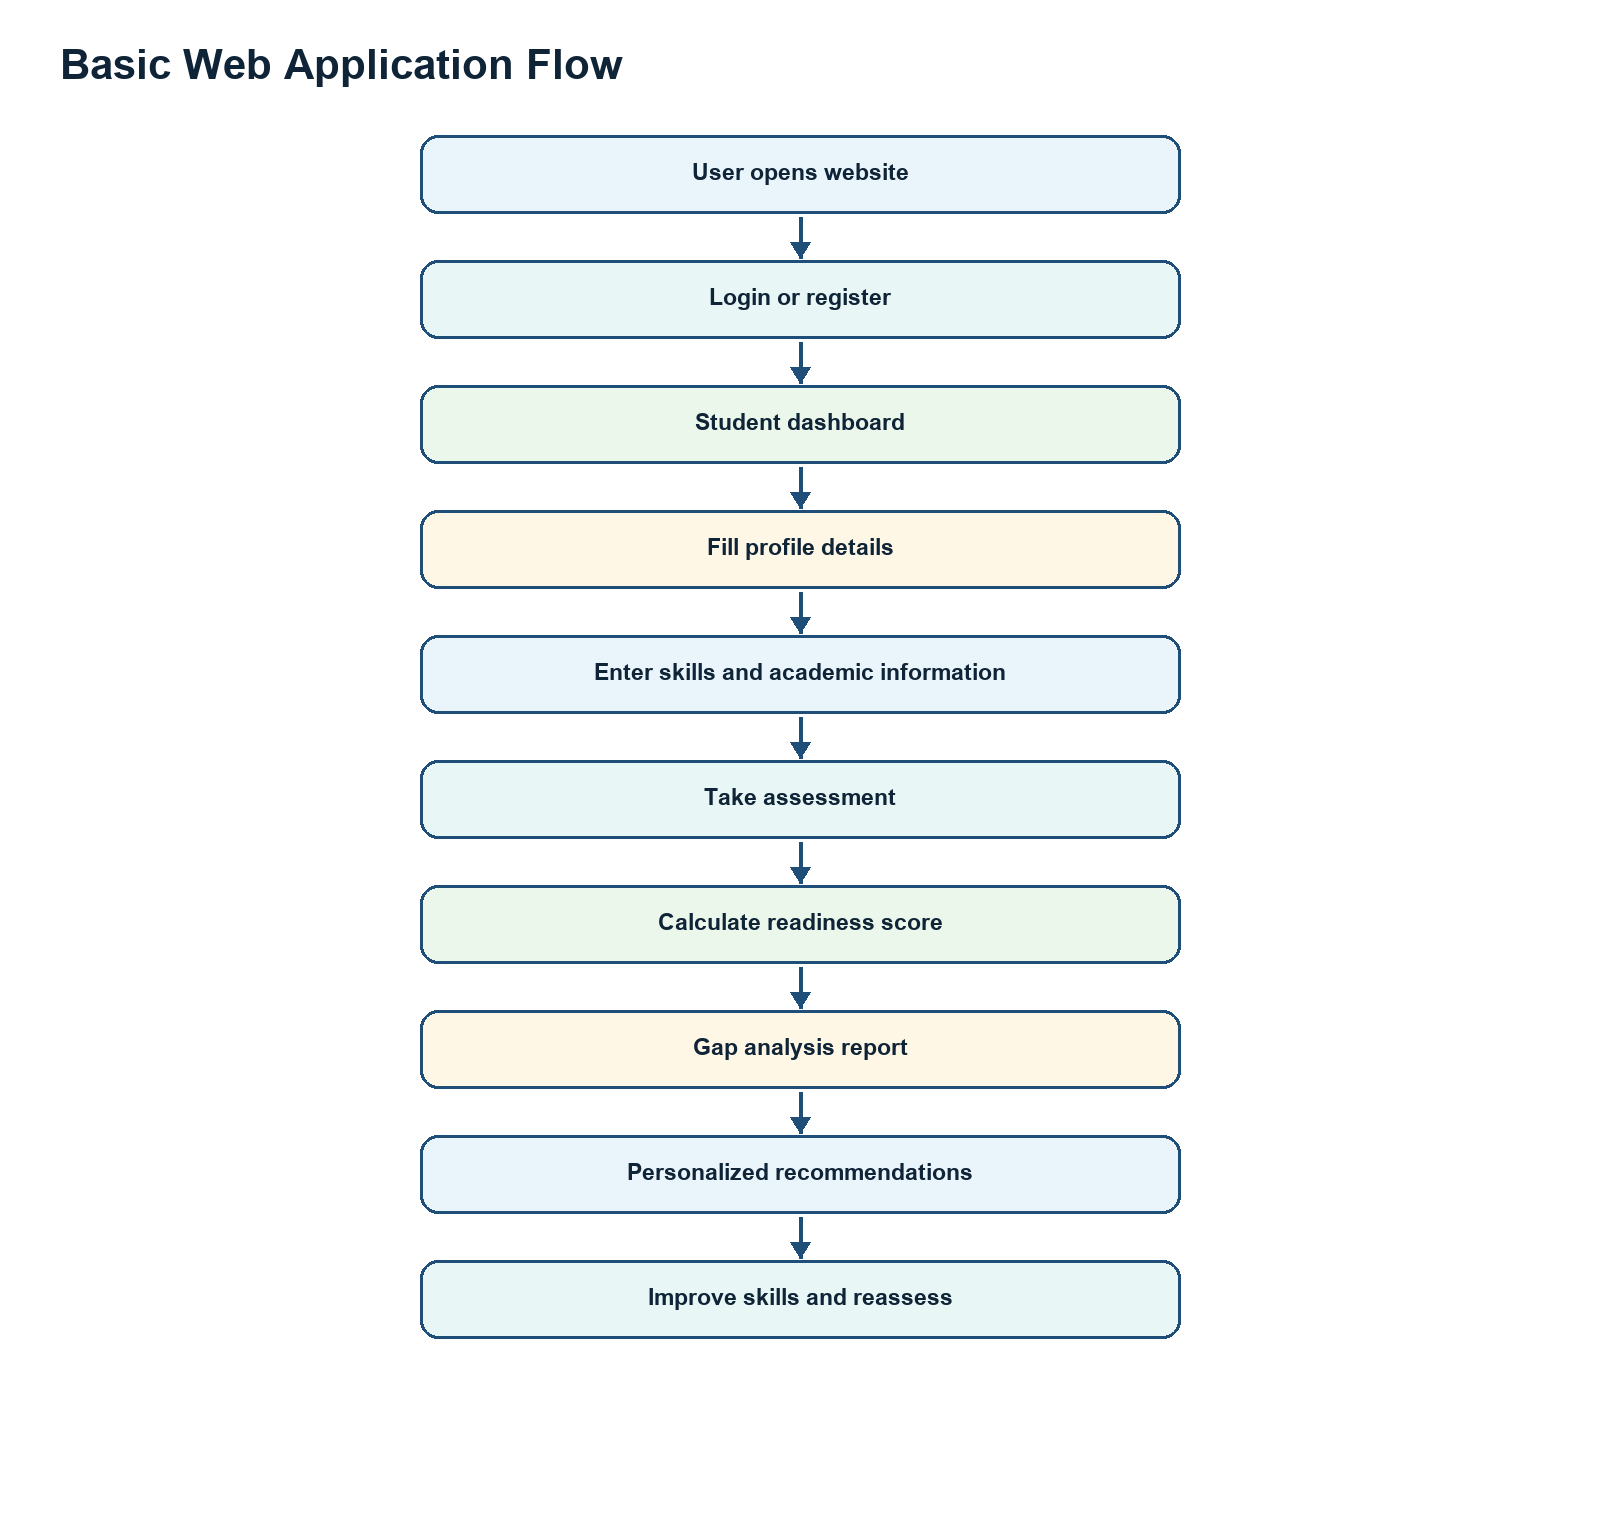 Basic Web Application Flow
User opens website
Login or register
Student dashboard
Fill profile details
Enter skills and academic information
Take assessment
Calculate readiness score
Gap analysis report
Personalized recommendations
Improve skills and reassess